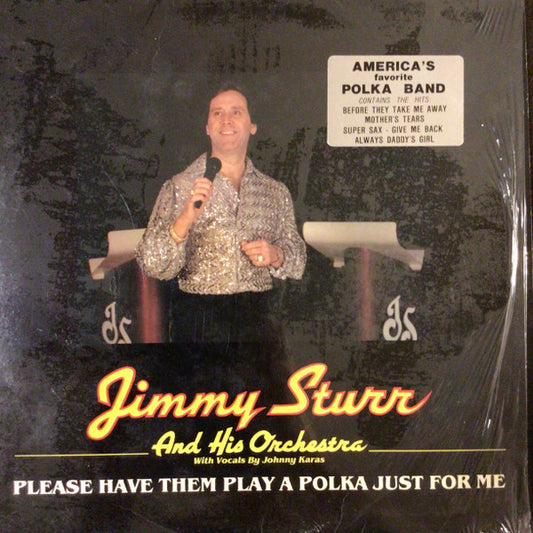 AMERICA'S
favorite
POLKA BAND
CONTAINS THE HITS:
BEFORE THEY TAKE ME AWAY
MOTHER'S TEARS
SUPER SAX - GIVE ME BACK
ALWAYS DADDY'S GIRL
JS
JS
Jimmy Sturr
And His Orchestra
With Vocals By Johnny Karas
PLEASE HAVE THEM PLAY A POLKA JUST FOR ME